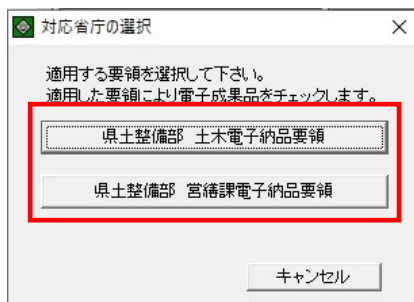 対応省庁の選択
適用する要領を選択して下さい。
適用した要領により電子成果品をチェックします。
県土整備部 土木電子納品要領
県土整備部 営繕課電子納品要領
キャンセル